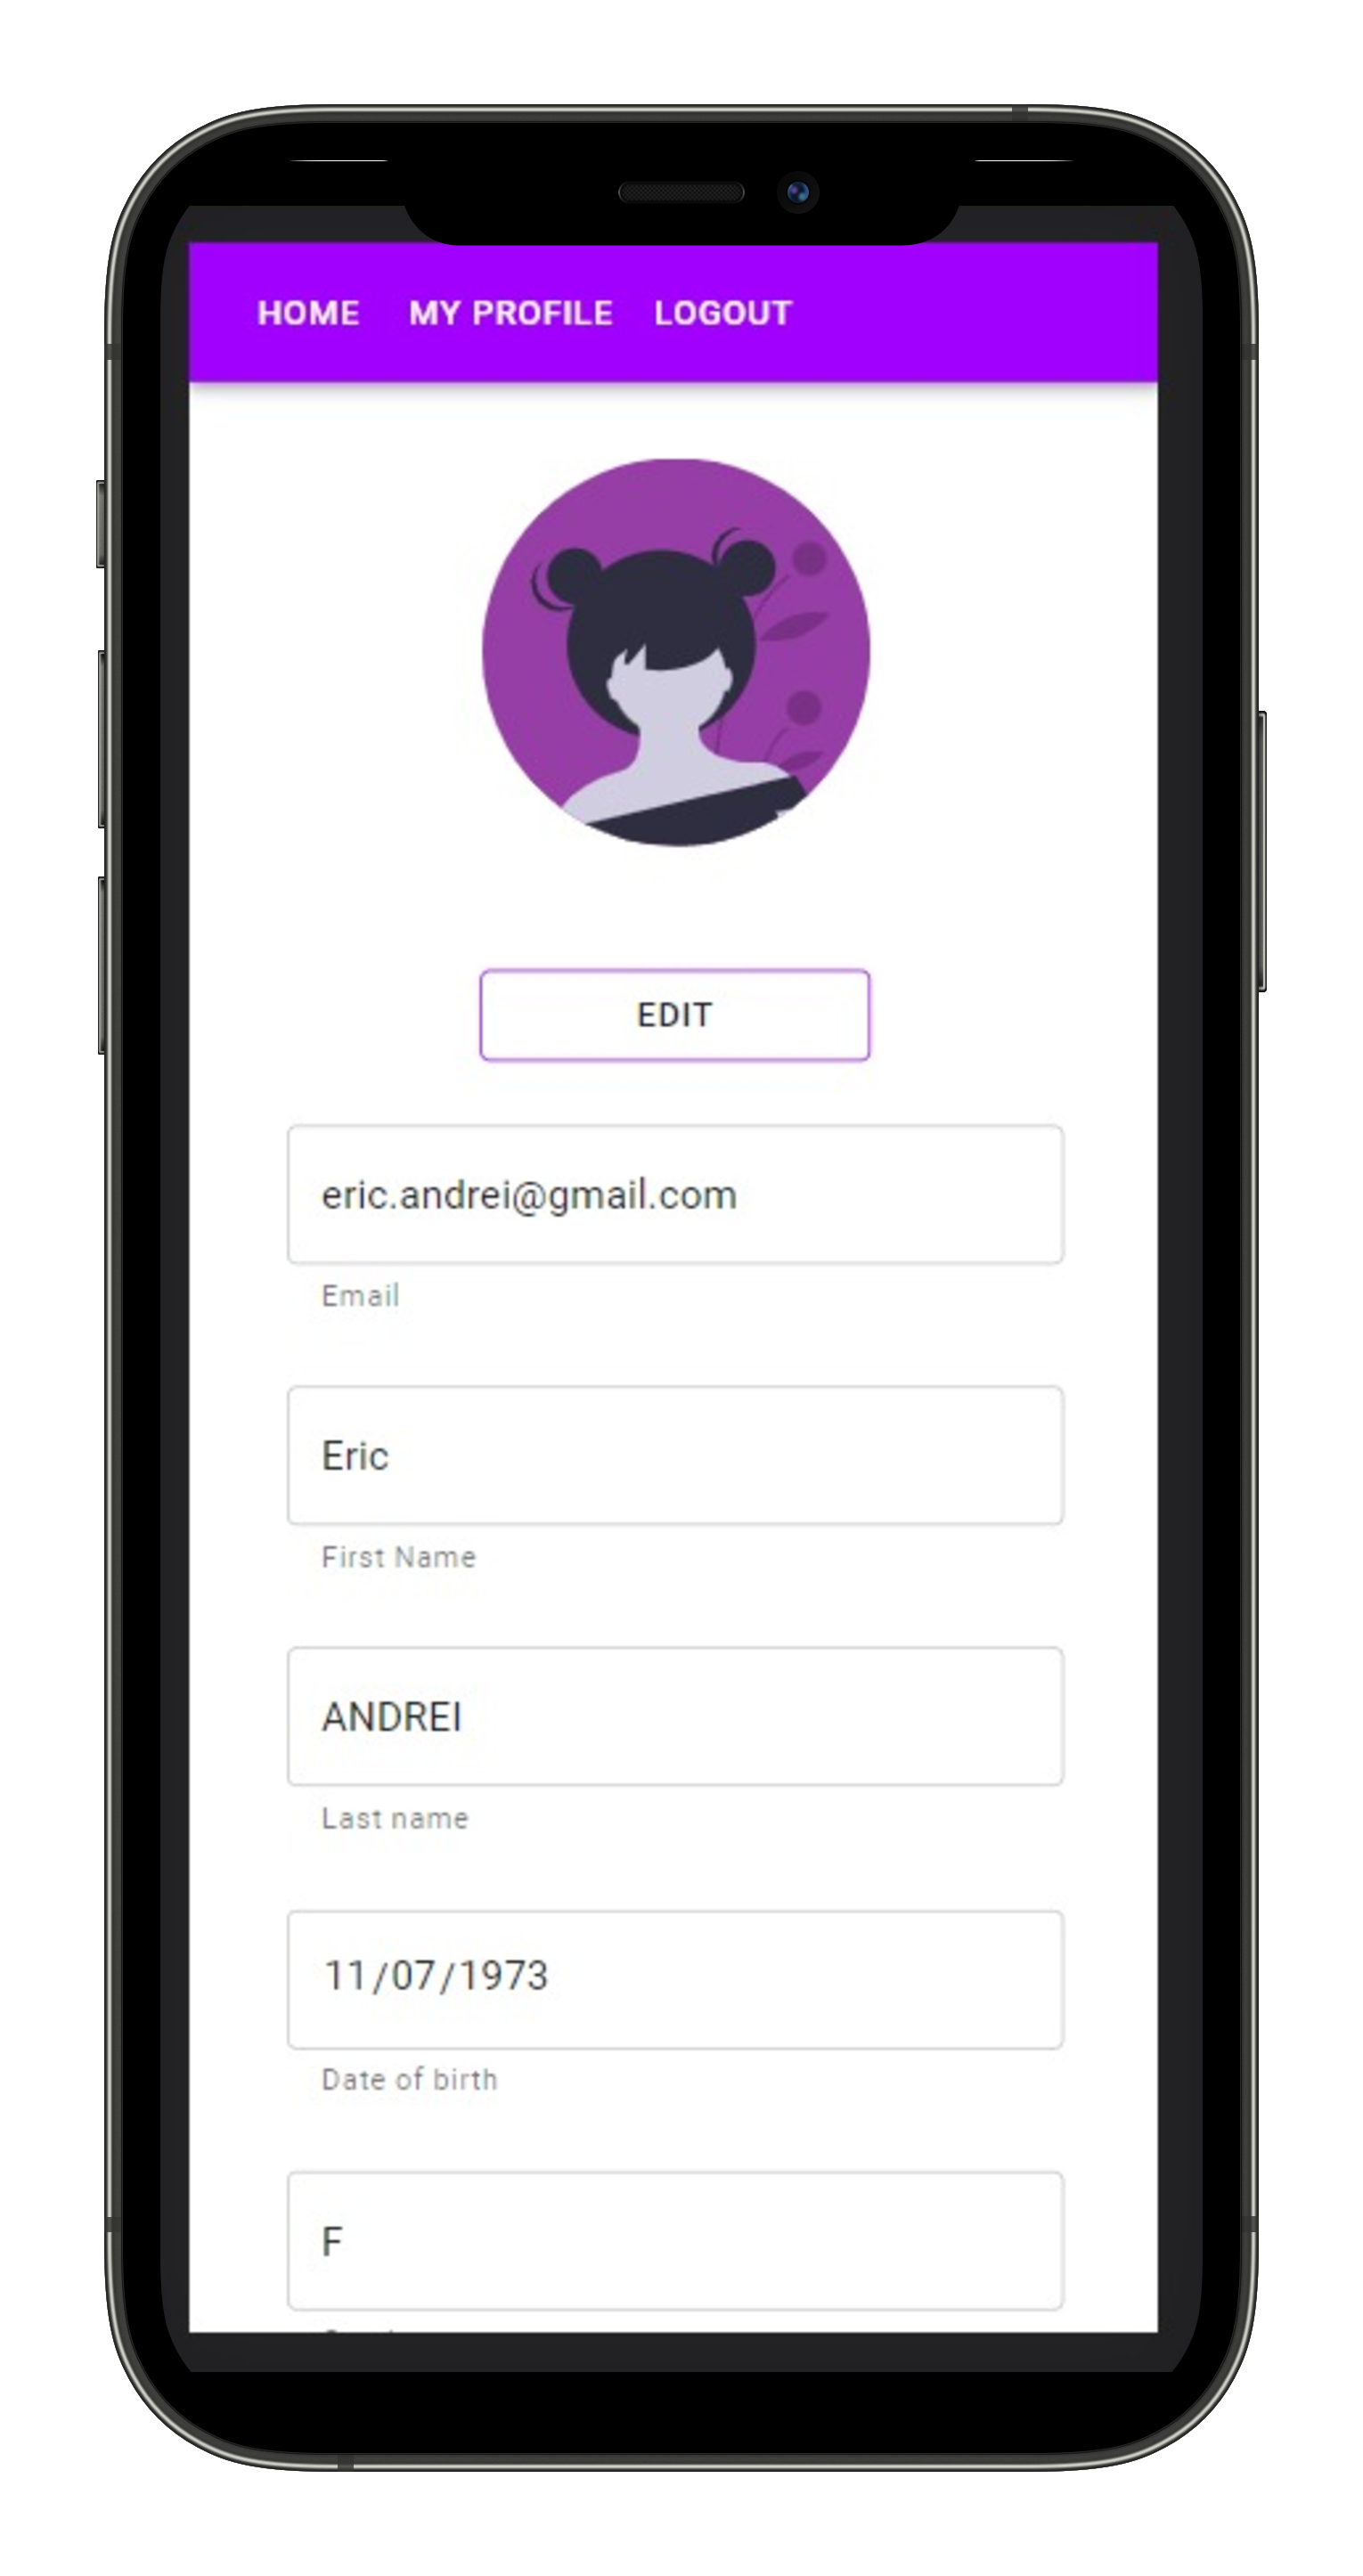 HOME MY PROFILE LOGOUT
EDIT
eric.andrei@gmail.com
Email
Eric
First Name
ANDREI
Last name
11/07/1973
Date of birth
F